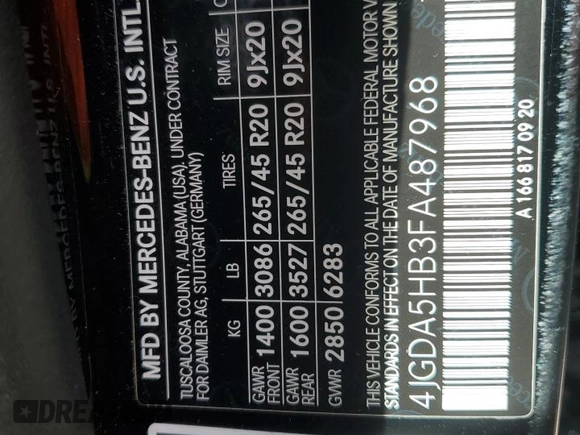 MFD BY MERCEDES-BENZ U.S. INTL.
TUSCALOOSA COUNTY, ALABAMA (USA), UNDER CONTRACT
FOR DAIMLER AG, STUTTGART (GERMANY)
KG LB TIRES RIM SIZE
GAWR FRONT 1400 3086 265/45 R20 9Jx20
GAWR REAR 1600 3527 265/45 R20 9Jx20
GVWR 2850 6283
THIS VEHICLE CONFORMS TO ALL APPLICABLE FEDERAL MOTOR
STANDARDS IN EFFECT ON THE DATE OF MANUFACTURE SHOWN
4JGDA5HB3FA487968
A 166 817 09 20